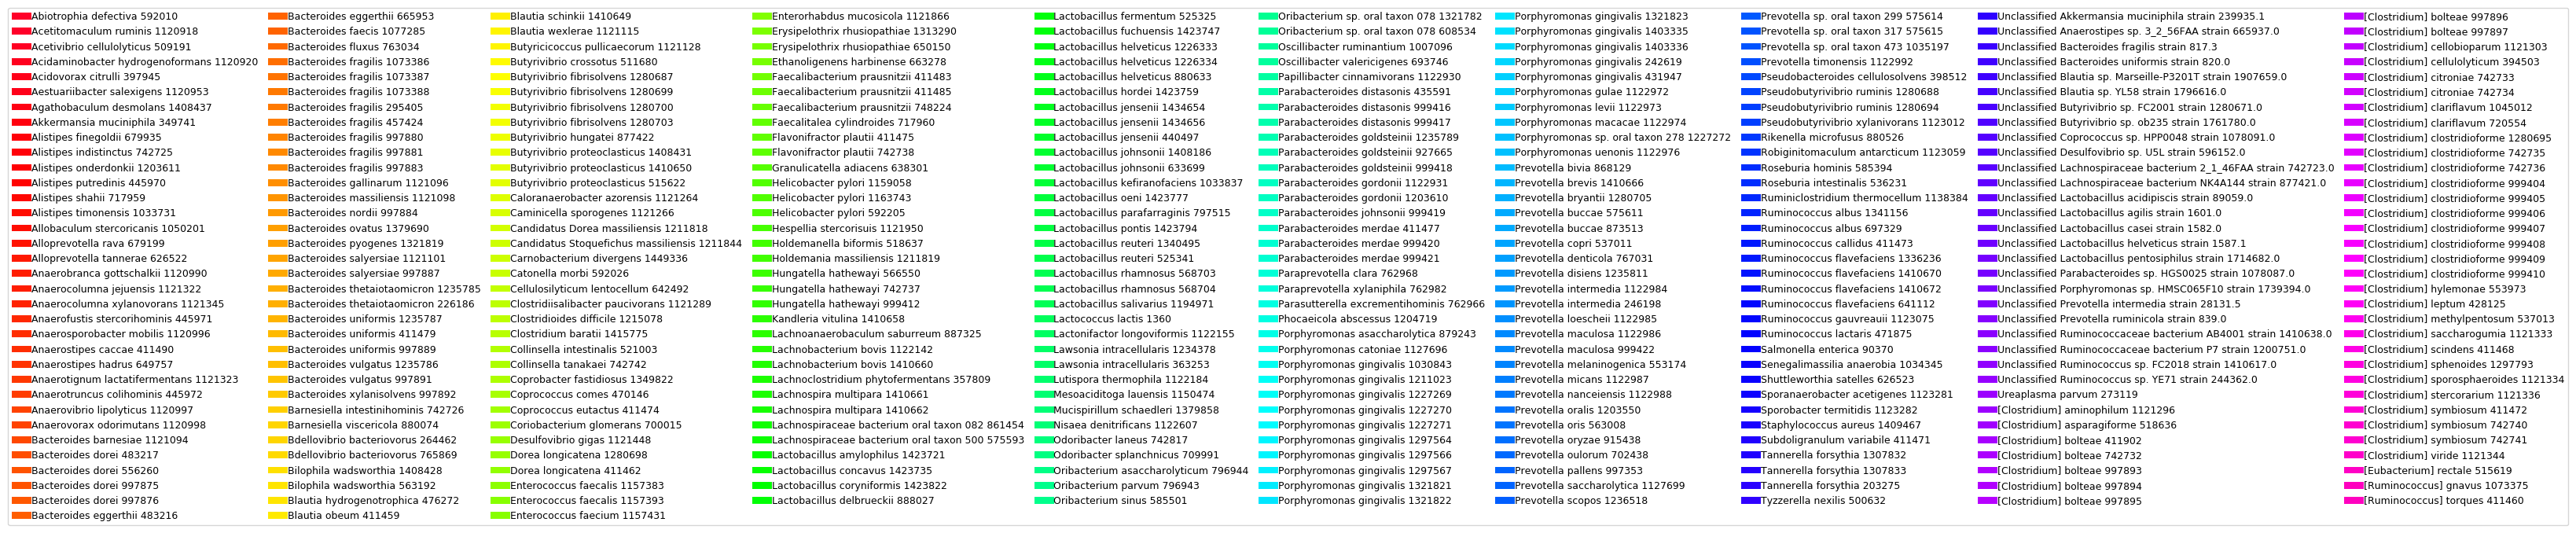 Abiotrophia defectiva 592010
Acetitomaculum ruminis 1120918
Acetivibrio cellulolyticus 509191
Acidaminobacter hydrogenoformans 1120920
Acidovorax citrulli 397945
Aestuariibacter salexigens 1120953
Agathobaculum desmolans 1408437
Akkermansia muciniphila 349741
Alistipes finegoldii 679935
Alistipes indistinctus 742725
Alistipes onderdonkii 1203611
Alistipes putredinis 445970
Alistipes shahii 717959
Alistipes timonensis 1033731
Allobaculum stercoricanis 1050201
Alloprevotella rava 679199
Alloprevotella tannerae 626522
Anaerobranca gottschalkii 1120990
Anaerocolumna jejuensis 1121322
Anaerocolumna xylanovorans 1121345
Anaerofustis stercorihominis 445971
Anaerosporobacter mobilis 1120996
Anaerostipes caccae 411490
Anaerostipes hadrus 649757
Anaerotignum lactatifermentans 1121323
Anaerotruncus colihominis 445972
Anaerovibrio lipolyticus 1120997
Anaerovorax odorimutans 1120998
Bacteroides barnesiae 1121094
Bacteroides dorei 483217
Bacteroides dorei 556260
Bacteroides dorei 997875
Bacteroides dorei 997876
Bacteroides eggerthii 483216
Bacteroides eggerthii 665953
Bacteroides faecis 1077285
Bacteroides fluxus 763034
Bacteroides fragilis 1073386
Bacteroides fragilis 1073387
Bacteroides fragilis 1073388
Bacteroides fragilis 295405
Bacteroides fragilis 457424
Bacteroides fragilis 997880
Bacteroides fragilis 997881
Bacteroides fragilis 997883
Bacteroides gallinarum 1121096
Bacteroides massiliensis 1121098
Bacteroides nordii 997884
Bacteroides ovatus 1379690
Bacteroides pyogenes 1321819
Bacteroides salyersiae 1121101
Bacteroides salyersiae 997887
Bacteroides thetaiotaomicron 1235785
Bacteroides thetaiotaomicron 226186
Bacteroides uniformis 1235787
Bacteroides uniformis 411479
Bacteroides uniformis 997889
Bacteroides vulgatus 1235786
Bacteroides vulgatus 997891
Bacteroides xylanisolvens 997892
Barnesiella intestinihominis 742726
Barnesiella viscericola 880074
Bdellovibrio bacteriovorus 264462
Bdellovibrio bacteriovorus 765869
Bilophila wadsworthia 1408428
Bilophila wadsworthia 563192
Blautia hydrogenotrophica 476272
Blautia obeum 411459
Blautia schinkii 1410649
Blautia wexlerae 1121115
Butyricicoccus pullicaecorum 1121128
Butyrivibrio crossotus 511680
Butyrivibrio fibrisolvens 1280687
Butyrivibrio fibrisolvens 1280699
Butyrivibrio fibrisolvens 1280700
Butyrivibrio fibrisolvens 1280703
Butyrivibrio hungatei 877422
Butyrivibrio proteoclasticus 1408431
Butyrivibrio proteoclasticus 1410650
Butyrivibrio proteoclasticus 515622
Caloranaerobacter azorensis 1121264
Caminicella sporogenes 1121266
Candidatus Dorea massiliensis 1211818
Candidatus Stoquefichus massiliensis 1211844
Carnobacterium divergens 1449336
Catonella morbi 592026
Cellulosilyticum lentocellum 642492
Clostridiisalibacter paucivorans 1121289
Clostridioides difficile 1215078
Clostridium baratii 1415775
Collinsella intestinalis 521003
Collinsella tanakaei 742742
Coprobacter fastidiosus 1349822
Coprococcus comes 470146
Coprococcus eutactus 411474
Coriobacterium glomerans 700015
Desulfovibrio gigas 1121448
Dorea longicatena 1280698
Dorea longicatena 411462
Enterococcus faecalis 1157383
Enterococcus faecalis 1157393
Enterococcus faecium 1157431
Enterorhabdus mucosicola 1121866
Erysipelothrix rhusiopathiae 1313290
Erysipelothrix rhusiopathiae 650150
Ethanoligenens harbinense 663278
Faecalibacterium prausnitzii 411483
Faecalibacterium prausnitzii 411485
Faecalibacterium prausnitzii 748224
Faecalitalea cylindroides 717960
Flavonifractor plautii 411475
Flavonifractor plautii 742738
Granulicatella adiacens 638301
Helicobacter pylori 1159058
Helicobacter pylori 1163743
Helicobacter pylori 592205
Hespellia stercorisuis 1121950
Holdemanella biformis 518637
Holdemania massiliensis 1211819
Hungatella hathewayi 566550
Hungatella hathewayi 742737
Hungatella hathewayi 999412
Kandleria vitulina 1410658
Lachnoanaerobaculum saburreum 887325
Lachnobacterium bovis 1122142
Lachnobacterium bovis 1410660
Lachnoclostridium phytofermentans 357809
Lachnospira multipara 1410661
Lachnospira multipara 1410662
Lachnospiraceae bacterium oral taxon 082 861454
Lachnospiraceae bacterium oral taxon 500 575593
Lactobacillus amylophilus 1423721
Lactobacillus concavus 1423735
Lactobacillus coryniformis 1423822
Lactobacillus delbrueckii 888027
Lactobacillus fermentum 525325
Lactobacillus fuchuensis 1423747
Lactobacillus helveticus 1226333
Lactobacillus helveticus 1226334
Lactobacillus helveticus 880633
Lactobacillus hordei 1423759
Lactobacillus jensenii 1434654
Lactobacillus jensenii 1434656
Lactobacillus jensenii 440497
Lactobacillus johnsonii 1408186
Lactobacillus johnsonii 633699
Lactobacillus kefiranofaciens 1033837
Lactobacillus oeni 1423777
Lactobacillus parafarraginis 797515
Lactobacillus pontis 1423794
Lactobacillus reuteri 1340495
Lactobacillus reuteri 525341
Lactobacillus rhamnosus 568703
Lactobacillus rhamnosus 568704
Lactobacillus salivarius 1194971
Lactococcus lactis 1360
Lactonifactor longoviformis 1122155
Lawsonia intracellularis 1234378
Lawsonia intracellularis 363253
Lutispora thermophila 1122184
Mesoaciditoga lauensis 1150474
Mucispirillum schaedleri 1379858
Nisaea denitrificans 1122607
Odoribacter laneus 742817
Odoribacter splanchnicus 709991
Oribacterium asaccharolyticum 796944
Oribacterium parvum 796943
Oribacterium sinus 585501
Oribacterium sp. oral taxon 078 1321782
Oribacterium sp. oral taxon 078 608534
Oscillibacter ruminantium 1007096
Oscillibacter valericigenes 693746
Papillibacter cinnamivorans 1122930
Parabacteroides distasonis 435591
Parabacteroides distasonis 999416
Parabacteroides distasonis 999417
Parabacteroides goldsteinii 1235789
Parabacteroides goldsteinii 927665
Parabacteroides goldsteinii 999418
Parabacteroides gordonii 1122931
Parabacteroides gordonii 1203610
Parabacteroides johnsonii 999419
Parabacteroides merdae 411477
Parabacteroides merdae 999420
Parabacteroides merdae 999421
Paraprevotella clara 762968
Paraprevotella xylaniphila 762982
Parasutterella excrementihominis 762966
Phocaeicola abscessus 1204719
Porphyromonas asaccharolytica 879243
Porphyromonas catoniae 1127696
Porphyromonas gingivalis 1030843
Porphyromonas gingivalis 1211023
Porphyromonas gingivalis 1227269
Porphyromonas gingivalis 1227270
Porphyromonas gingivalis 1227271
Porphyromonas gingivalis 1297564
Porphyromonas gingivalis 1297566
Porphyromonas gingivalis 1297567
Porphyromonas gingivalis 1321821
Porphyromonas gingivalis 1321822
Porphyromonas gingivalis 1321823
Porphyromonas gingivalis 1403335
Porphyromonas gingivalis 1403336
Porphyromonas gingivalis 242619
Porphyromonas gingivalis 431947
Porphyromonas gulae 1122972
Porphyromonas levii 1122973
Porphyromonas macacae 1122974
Porphyromonas sp. oral taxon 278 1227272
Porphyromonas uenonis 1122976
Prevotella bivia 868129
Prevotella brevis 1410666
Prevotella bryantii 1280705
Prevotella buccae 575611
Prevotella buccae 873513
Prevotella copri 537011
Prevotella denticola 767031
Prevotella disiens 1235811
Prevotella intermedia 1122984
Prevotella intermedia 246198
Prevotella loescheii 1122985
Prevotella maculosa 1122986
Prevotella maculosa 999422
Prevotella melaninogenica 553174
Prevotella micans 1122987
Prevotella nanceiensis 1122988
Prevotella oralis 1203550
Prevotella oris 563008
Prevotella oryzae 915438
Prevotella oulorum 702438
Prevotella pallens 997353
Prevotella saccharolytica 1127699
Prevotella scopos 1236518
Prevotella sp. oral taxon 299 575614
Prevotella sp. oral taxon 317 575615
Prevotella sp. oral taxon 473 1035197
Prevotella timonensis 1122992
Pseudobacteroides cellulosolvens 398512
Pseudobutyrivibrio ruminis 1280688
Pseudobutyrivibrio ruminis 1280694
Pseudobutyrivibrio xylanivorans 1123012
Rikenella microfusus 880526
Robiginitomaculum antarcticum 1123059
Roseburia hominis 585394
Roseburia intestinalis 536231
Ruminiclostridium thermocellum 1138384
Ruminococcus albus 1341156
Ruminococcus albus 697329
Ruminococcus callidus 411473
Ruminococcus flavefaciens 1336236
Ruminococcus flavefaciens 1410670
Ruminococcus flavefaciens 1410672
Ruminococcus flavefaciens 641112
Ruminococcus gauvreauii 1123075
Ruminococcus lactaris 471875
Salmonella enterica 90370
Senegalimassilia anaerobia 1034345
Shuttleworthia satelles 626523
Sporanaerobacter acetigenes 1123281
Sporobacter termitidis 1123282
Staphylococcus aureus 1409467
Subdoligranulum variabile 411471
Tannerella forsythia 1307832
Tannerella forsythia 1307833
Tannerella forsythia 203275
Tyzzerella nexilis 500632
Unclassified Akkermansia muciniphila strain 239935.1
Unclassified Anaerostipes sp. 3_2_56FAA strain 665937.0
Unclassified Bacteroides fragilis strain 817.3
Unclassified Bacteroides uniformis strain 820.0
Unclassified Blautia sp. Marseille-P3201T strain 1907659.0
Unclassified Blautia sp. YL58 strain 1796616.0
Unclassified Butyrivibrio sp. FC2001 strain 1280671.0
Unclassified Butyrivibrio sp. ob235 strain 1761780.0
Unclassified Coprococcus sp. HPP0048 strain 1078091.0
Unclassified Desulfovibrio sp. U5L strain 596152.0
Unclassified Lachnospiraceae bacterium 2_1_46FAA strain 742723.0
Unclassified Lachnospiraceae bacterium NK4A144 strain 877421.0
Unclassified Lactobacillus acidipiscis strain 89059.0
Unclassified Lactobacillus agilis strain 1601.0
Unclassified Lactobacillus casei strain 1582.0
Unclassified Lactobacillus helveticus strain 1587.1
Unclassified Lactobacillus pentosiphilus strain 1714682.0
Unclassified Parabacteroides sp. HGS0025 strain 1078087.0
Unclassified Porphyromonas sp. HMSC065F10 strain 1739394.0
Unclassified Prevotella intermedia strain 28131.5
Unclassified Prevotella ruminicola strain 839.0
Unclassified Ruminococcaceae bacterium AB4001 strain 1410638.0
Unclassified Ruminococcaceae bacterium P7 strain 1200751.0
Unclassified Ruminococcus sp. FC2018 strain 1410617.0
Unclassified Ruminococcus sp. YE71 strain 244362.0
Ureaplasma parvum 273119
[Clostridium] aminophilum 1121296
[Clostridium] asparagiforme 518636
[Clostridium] bolteae 411902
[Clostridium] bolteae 742732
[Clostridium] bolteae 997893
[Clostridium] bolteae 997894
[Clostridium] bolteae 997895
[Clostridium] bolteae 997896
[Clostridium] bolteae 997897
[Clostridium] cellobioparum 1121303
[Clostridium] cellulolyticum 394503
[Clostridium] citroniae 742733
[Clostridium] citroniae 742734
[Clostridium] clariflavum 1045012
[Clostridium] clariflavum 720554
[Clostridium] clostridioforme 1280695
[Clostridium] clostridioforme 742735
[Clostridium] clostridioforme 742736
[Clostridium] clostridioforme 999404
[Clostridium] clostridioforme 999405
[Clostridium] clostridioforme 999406
[Clostridium] clostridioforme 999407
[Clostridium] clostridioforme 999408
[Clostridium] clostridioforme 999409
[Clostridium] clostridioforme 999410
[Clostridium] hylemonae 553973
[Clostridium] leptum 428125
[Clostridium] methylpentosum 537013
[Clostridium] saccharogumia 1121333
[Clostridium] scindens 411468
[Clostridium] sphenoides 1297793
[Clostridium] sporosphaeroides 1121334
[Clostridium] stercorarium 1121336
[Clostridium] symbiosum 411472
[Clostridium] symbiosum 742740
[Clostridium] symbiosum 742741
[Clostridium] viride 1121344
[Eubacterium] rectale 515619
[Ruminococcus] gnavus 1073375
[Ruminococcus] torques 411460